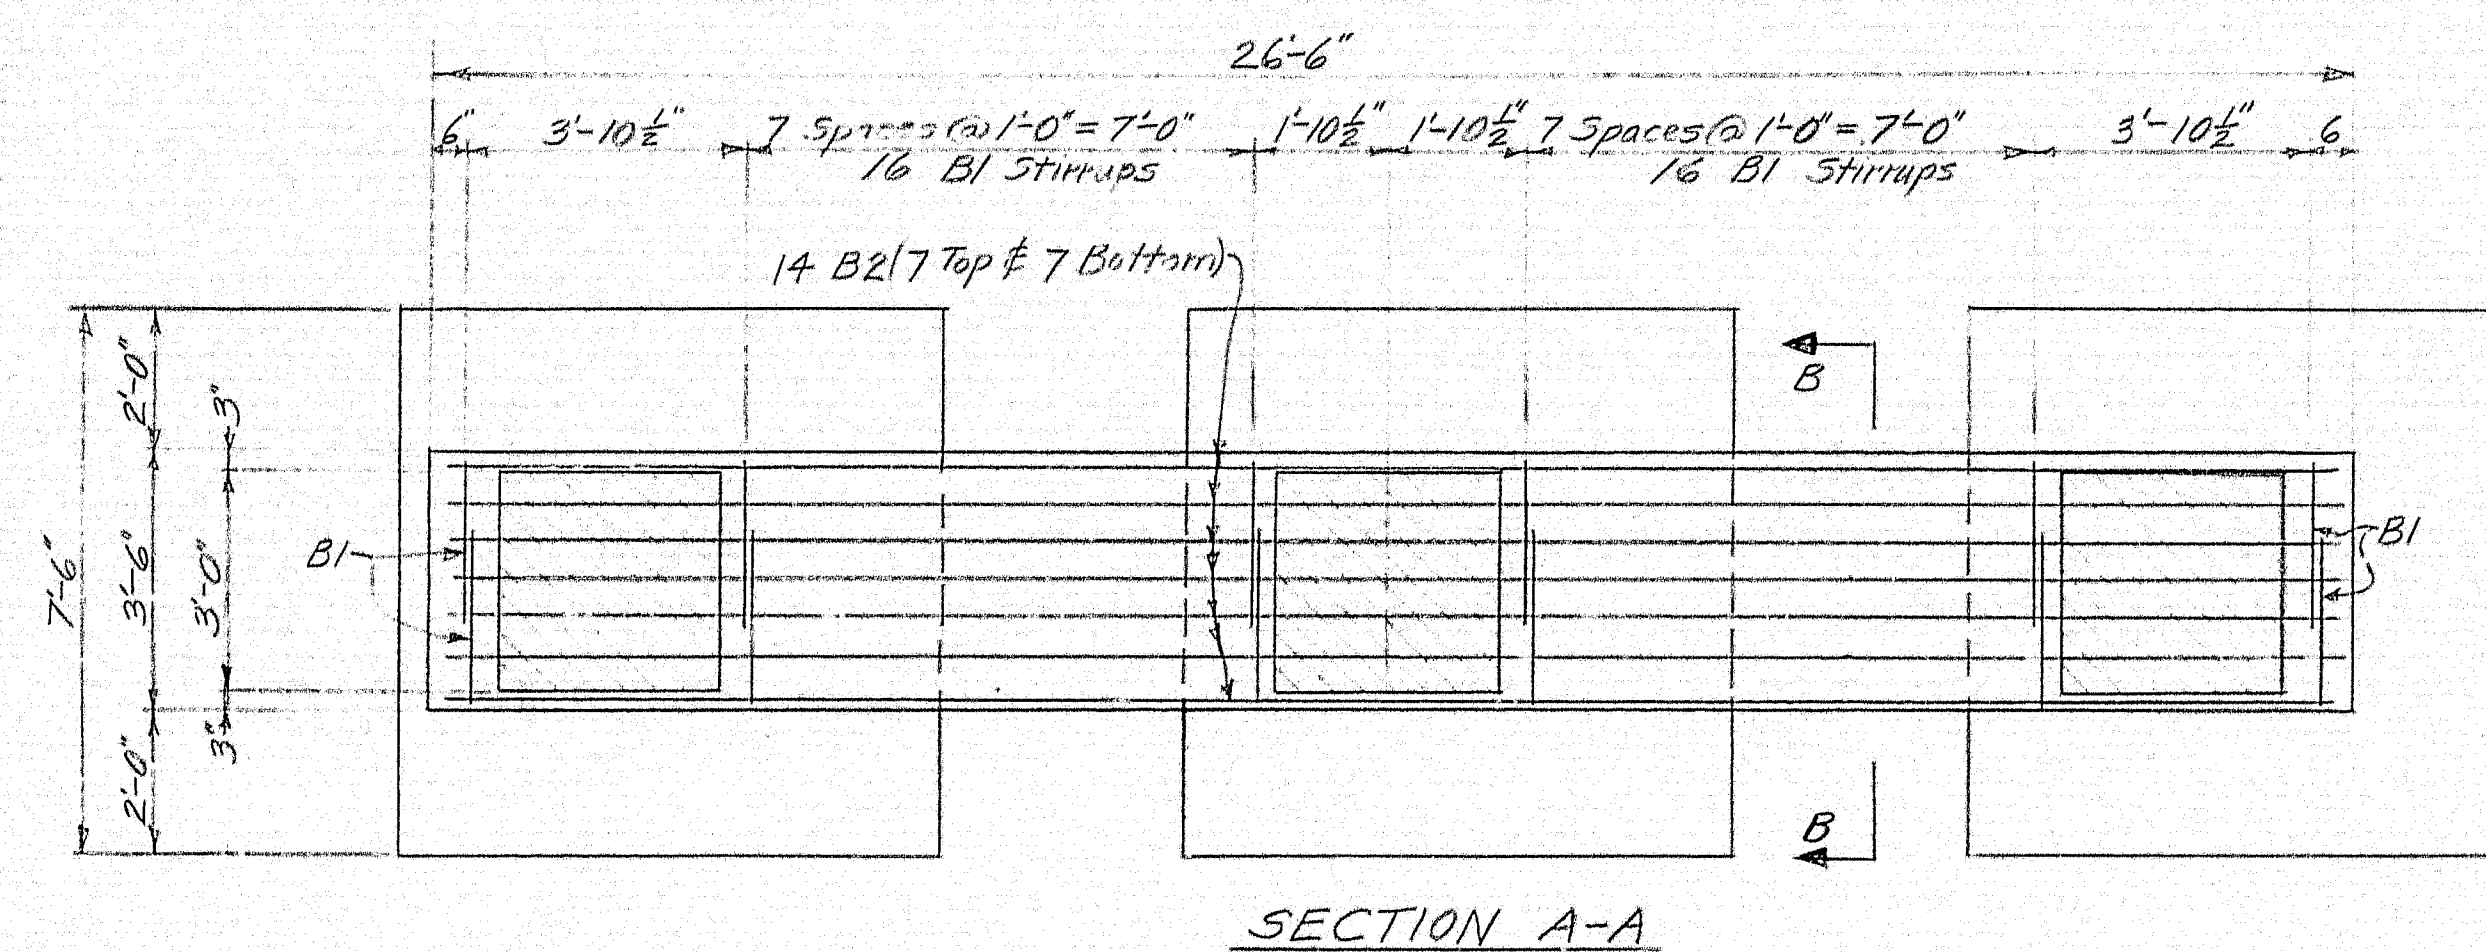 26'-6"
6" 3'-10½" 7 Spaces @ 1'-0" = 7'-0" 1'-10½" 1'-10½" 7 Spaces @ 1'-0" = 7'-0" 3'-10½" 6
16 B1 Stirrups 16 B1 Stirrups
14 B2 (7 Top & 7 Bottom)
2'-0"
3"
B
7'-6"
3'-6"
3'-0"
B1
B1
3"
2'-0"
B
SECTION A-A